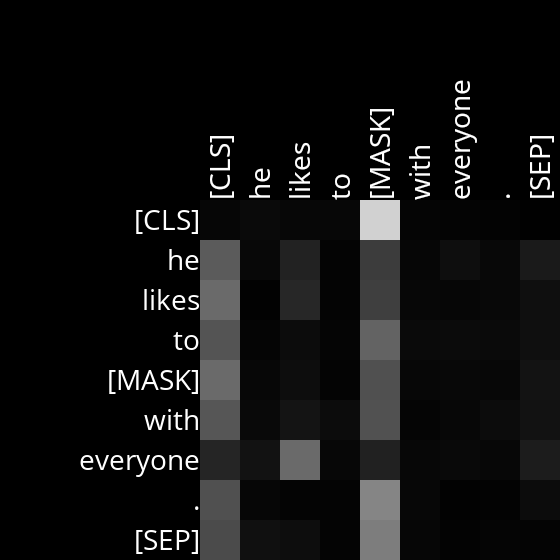 [CLS] he likes to [MASK] with everyone . [SEP]
[CLS]
he
likes
to
[MASK]
with
everyone
.
[SEP]